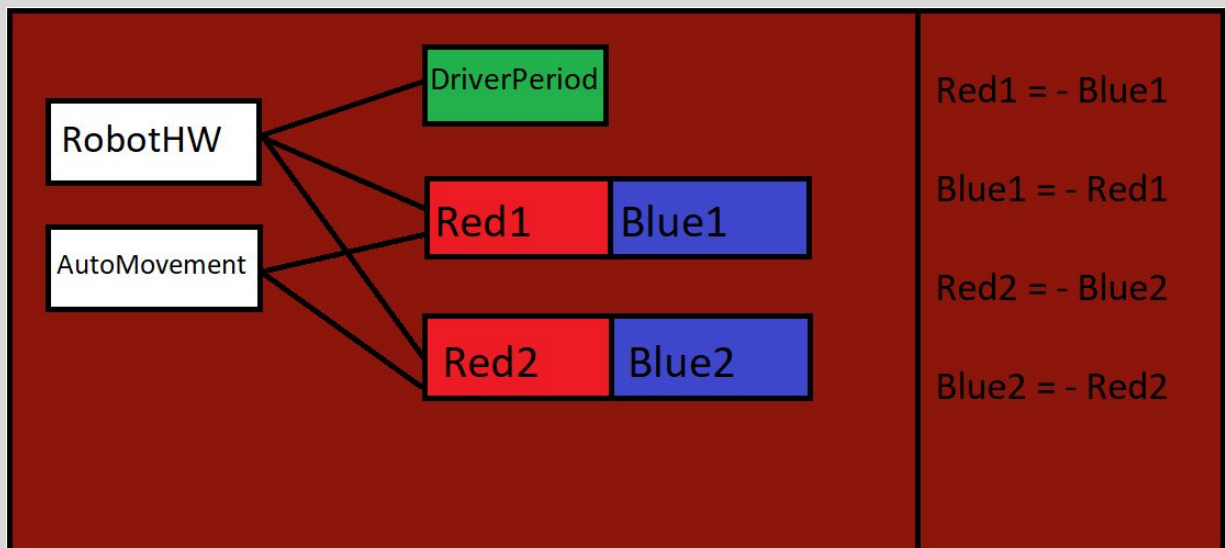 RobotHW
AutoMovement
DriverPeriod
Red1 Blue1
Red2 Blue2
Red1 = - Blue1
Blue1 = - Red1
Red2 = - Blue2
Blue2 = - Red2